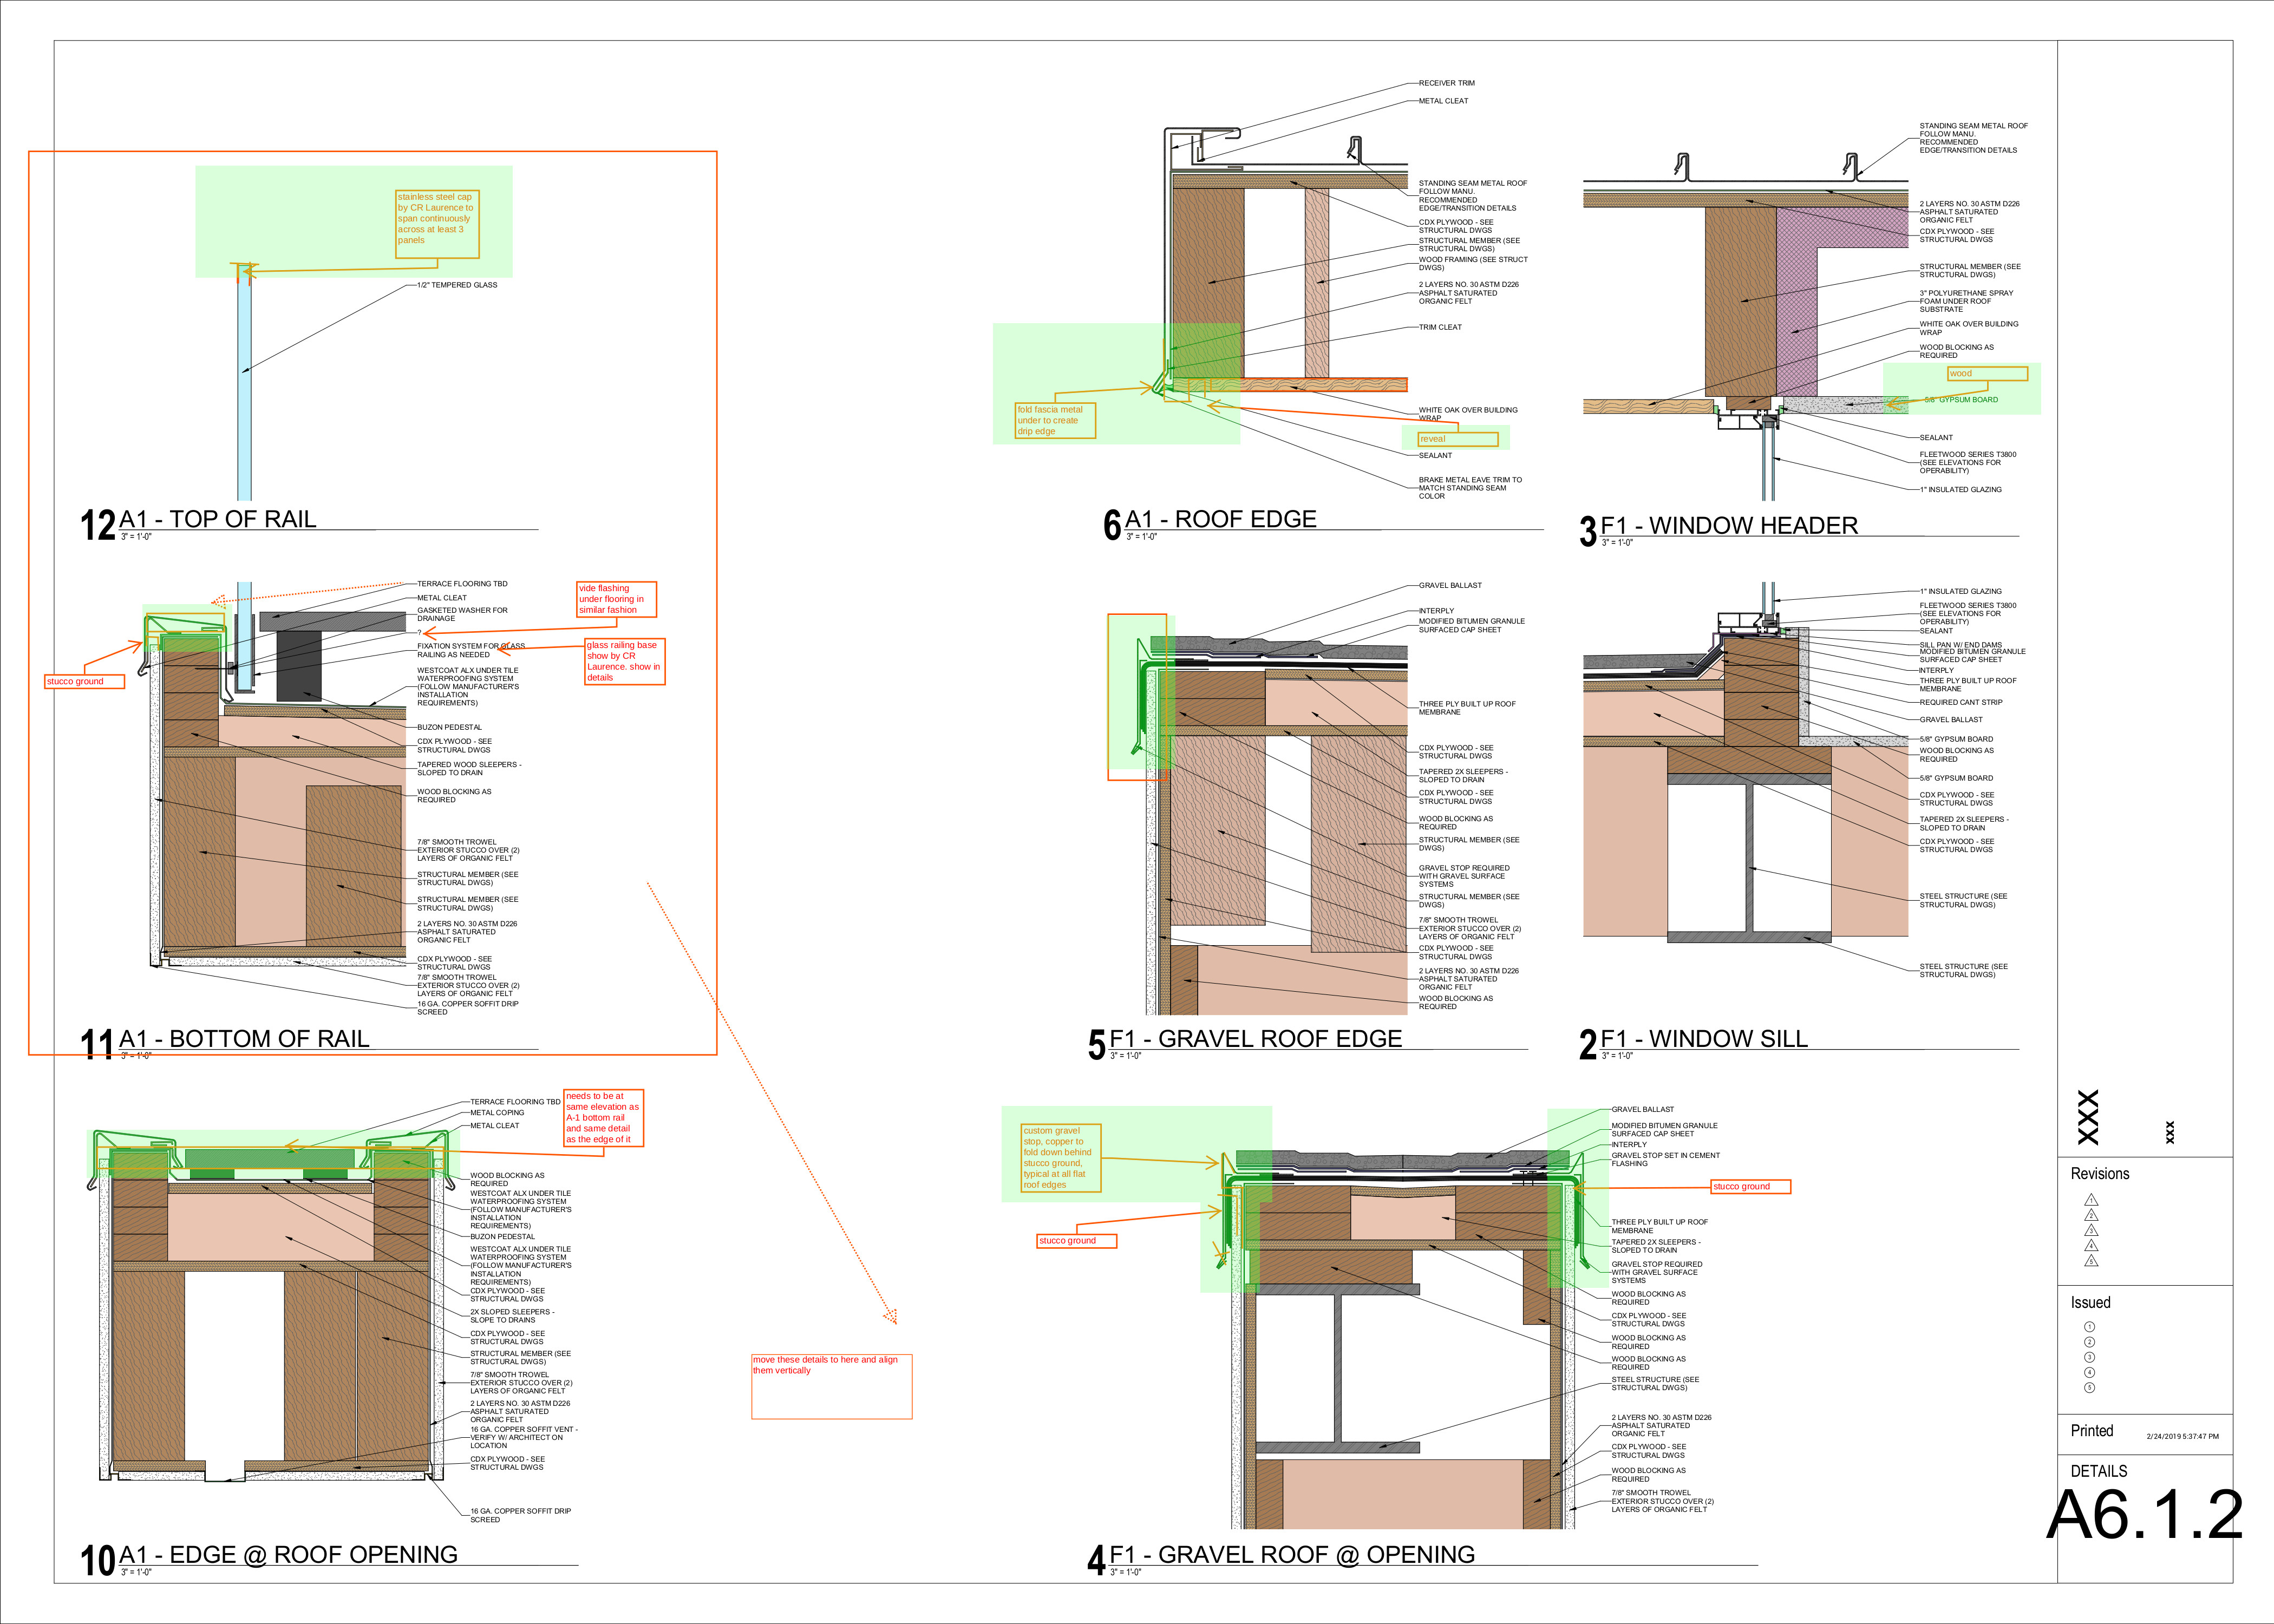 stainless steel cap
by CR Laurence to
span continuously
across at least 3
panels
1/2" TEMPERED GLASS
12 A1 - TOP OF RAIL
3" = 1'-0"
RECEIVER TRIM
METAL CLEAT
STANDING SEAM METAL ROOF
FOLLOW MANU.
RECOMMENDED
EDGE/TRANSITION DETAILS
CDX PLYWOOD - SEE
STRUCTURAL DWGS
STRUCTURAL MEMBER (SEE
STRUCTURAL DWGS)
WOOD FRAMING (SEE STRUCT
DWGS)
2 LAYERS NO. 30 ASTM D226
ASPHALT SATURATED
ORGANIC FELT
TRIM CLEAT
fold fascia metal
under to create
drip edge
WHITE OAK OVER BUILDING
WRAP
reveal
SEALANT
BRAKE METAL EAVE TRIM TO
MATCH STANDING SEAM
COLOR
6 A1 - ROOF EDGE
3" = 1'-0"
STANDING SEAM METAL ROOF
FOLLOW MANU.
RECOMMENDED
EDGE/TRANSITION DETAILS
2 LAYERS NO. 30 ASTM D226
ASPHALT SATURATED
ORGANIC FELT
CDX PLYWOOD - SEE
STRUCTURAL DWGS
STRUCTURAL MEMBER (SEE
STRUCTURAL DWGS)
3" POLYURETHANE SPRAY
FOAM UNDER ROOF
SUBSTRATE
WHITE OAK OVER BUILDING
WRAP
WOOD BLOCKING AS
REQUIRED
wood
5/8" GYPSUM BOARD
SEALANT
FLEETWOOD SERIES T3800
(SEE ELEVATIONS FOR
OPERABILITY)
1" INSULATED GLAZING
3 F1 - WINDOW HEADER
3" = 1'-0"
TERRACE FLOORING TBD
METAL CLEAT
GASKETED WASHER FOR
DRAINAGE
?
FIXATION SYSTEM FOR GLASS
RAILING AS NEEDED
vide flashing
under flooring in
similar fashion
glass railing base
show by CR
Laurence. show in
details
stucco ground
WESTCOAT ALX UNDER TILE
WATERPROOFING SYSTEM
(FOLLOW MANUFACTURER'S
INSTALLATION
REQUIREMENTS)
BUZON PEDESTAL
CDX PLYWOOD - SEE
STRUCTURAL DWGS
TAPERED WOOD SLEEPERS -
SLOPED TO DRAIN
WOOD BLOCKING AS
REQUIRED
7/8" SMOOTH TROWEL
EXTERIOR STUCCO OVER (2)
LAYERS OF ORGANIC FELT
STRUCTURAL MEMBER (SEE
STRUCTURAL DWGS)
STRUCTURAL MEMBER (SEE
STRUCTURAL DWGS)
2 LAYERS NO. 30 ASTM D226
ASPHALT SATURATED
ORGANIC FELT
CDX PLYWOOD - SEE
STRUCTURAL DWGS
7/8" SMOOTH TROWEL
EXTERIOR STUCCO OVER (2)
LAYERS OF ORGANIC FELT
16 GA. COPPER SOFFIT DRIP
SCREED
11 A1 - BOTTOM OF RAIL
3" = 1'-0"
GRAVEL BALLAST
INTERPLY
MODIFIED BITUMEN GRANULE
SURFACED CAP SHEET
THREE PLY BUILT UP ROOF
MEMBRANE
CDX PLYWOOD - SEE
STRUCTURAL DWGS
TAPERED 2X SLEEPERS -
SLOPED TO DRAIN
CDX PLYWOOD - SEE
STRUCTURAL DWGS
WOOD BLOCKING AS
REQUIRED
STRUCTURAL MEMBER (SEE
DWGS)
GRAVEL STOP REQUIRED
WITH GRAVEL SURFACE
SYSTEMS
STRUCTURAL MEMBER (SEE
DWGS)
7/8" SMOOTH TROWEL
EXTERIOR STUCCO OVER (2)
LAYERS OF ORGANIC FELT
CDX PLYWOOD - SEE
STRUCTURAL DWGS
2 LAYERS NO. 30 ASTM D226
ASPHALT SATURATED
ORGANIC FELT
WOOD BLOCKING AS
REQUIRED
5 F1 - GRAVEL ROOF EDGE
3" = 1'-0"
1" INSULATED GLAZING
FLEETWOOD SERIES T3800
(SEE ELEVATIONS FOR
OPERABILITY)
SEALANT
SILL PAN W/ END DAMS
MODIFIED BITUMEN GRANULE
SURFACED CAP SHEET
INTERPLY
THREE PLY BUILT UP ROOF
MEMBRANE
REQUIRED CANT STRIP
GRAVEL BALLAST
5/8" GYPSUM BOARD
WOOD BLOCKING AS
REQUIRED
5/8" GYPSUM BOARD
CDX PLYWOOD - SEE
STRUCTURAL DWGS
TAPERED 2X SLEEPERS -
SLOPED TO DRAIN
CDX PLYWOOD - SEE
STRUCTURAL DWGS
STEEL STRUCTURE (SEE
STRUCTURAL DWGS)
STEEL STRUCTURE (SEE
STRUCTURAL DWGS)
2 F1 - WINDOW SILL
3" = 1'-0"
TERRACE FLOORING TBD
METAL COPING
METAL CLEAT
needs to be at
same elevation as
A-1 bottom rail
and same detail
as the edge of it
WOOD BLOCKING AS
REQUIRED
WESTCOAT ALX UNDER TILE
WATERPROOFING SYSTEM
(FOLLOW MANUFACTURER'S
INSTALLATION
REQUIREMENTS)
BUZON PEDESTAL
WESTCOAT ALX UNDER TILE
WATERPROOFING SYSTEM
(FOLLOW MANUFACTURER'S
INSTALLATION
REQUIREMENTS)
CDX PLYWOOD - SEE
STRUCTURAL DWGS
2X SLOPED SLEEPERS -
SLOPE TO DRAINS
CDX PLYWOOD - SEE
STRUCTURAL DWGS
STRUCTURAL MEMBER (SEE
STRUCTURAL DWGS)
7/8" SMOOTH TROWEL
EXTERIOR STUCCO OVER (2)
LAYERS OF ORGANIC FELT
2 LAYERS NO. 30 ASTM D226
ASPHALT SATURATED
ORGANIC FELT
16 GA. COPPER SOFFIT VENT -
VERIFY W/ ARCHITECT ON
LOCATION
CDX PLYWOOD - SEE
STRUCTURAL DWGS
16 GA. COPPER SOFFIT DRIP
SCREED
10 A1 - EDGE @ ROOF OPENING
3" = 1'-0"
move these details to here and align
them vertically
custom gravel
stop, copper to
fold down behind
stucco ground,
typical at all flat
roof edges
stucco ground
stucco ground
GRAVEL BALLAST
MODIFIED BITUMEN GRANULE
SURFACED CAP SHEET
INTERPLY
GRAVEL STOP SET IN CEMENT
FLASHING
THREE PLY BUILT UP ROOF
MEMBRANE
TAPERED 2X SLEEPERS -
SLOPED TO DRAIN
GRAVEL STOP REQUIRED
WITH GRAVEL SURFACE
SYSTEMS
WOOD BLOCKING AS
REQUIRED
CDX PLYWOOD - SEE
STRUCTURAL DWGS
WOOD BLOCKING AS
REQUIRED
WOOD BLOCKING AS
REQUIRED
STEEL STRUCTURE (SEE
STRUCTURAL DWGS)
2 LAYERS NO. 30 ASTM D226
ASPHALT SATURATED
ORGANIC FELT
CDX PLYWOOD - SEE
STRUCTURAL DWGS
WOOD BLOCKING AS
REQUIRED
7/8" SMOOTH TROWEL
EXTERIOR STUCCO OVER (2)
LAYERS OF ORGANIC FELT
4 F1 - GRAVEL ROOF @ OPENING
3" = 1'-0"
XXX
XXX
Revisions
1
2
3
4
5
Issued
1
2
3
4
5
Printed
2/24/2019 5:37:47 PM
DETAILS
A6.1.2